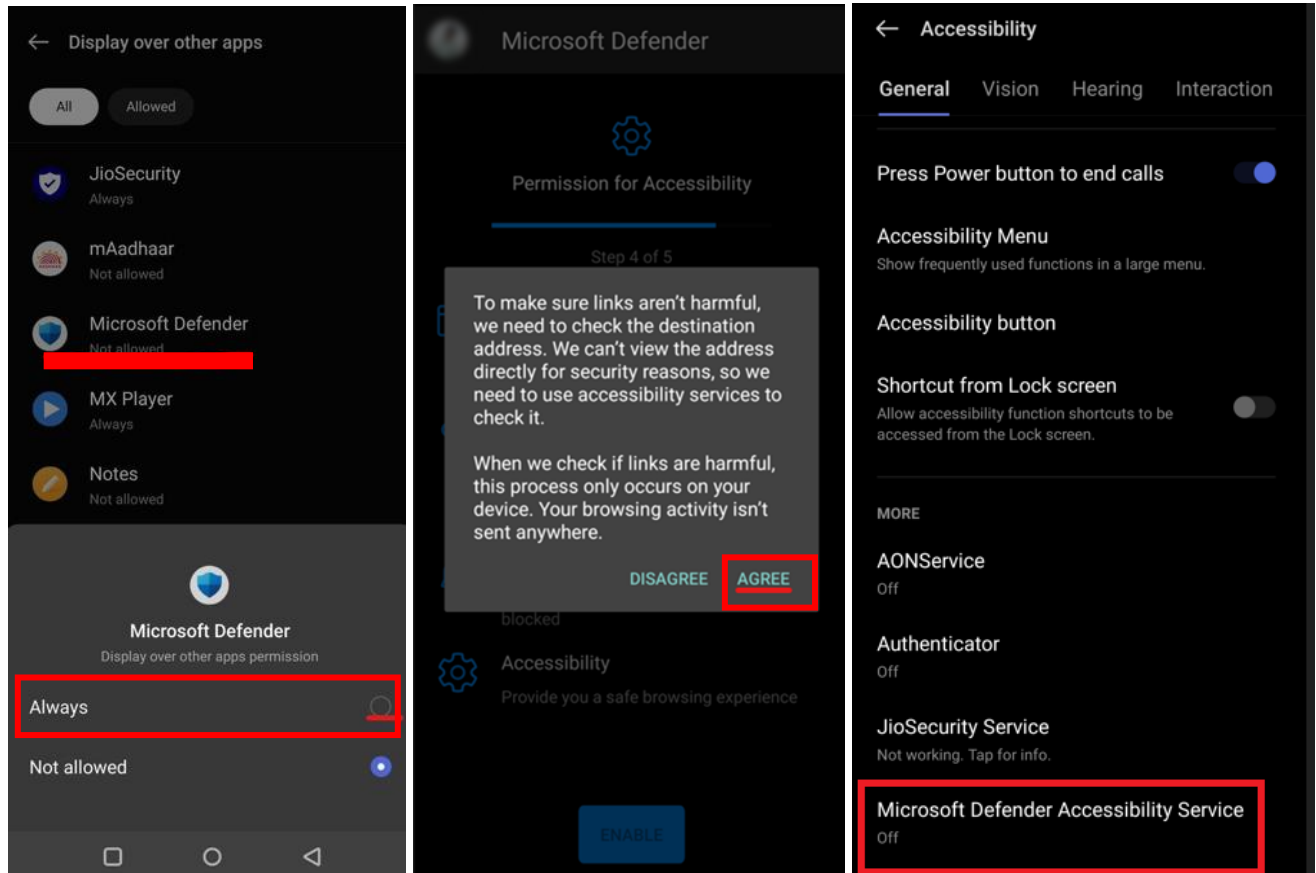 Display over other apps
All
Allowed
JioSecurity
Always
mAadhaar
Not allowed
Microsoft Defender
Not allowed
MX Player
Always
Notes
Not allowed
Microsoft Defender
Display over other apps permission
Always
Not allowed
Microsoft Defender
Permission for Accessibility
Step 4 of 5
To make sure links aren't harmful,
we need to check the destination
address. We can't view the address
directly for security reasons, so we
need to use accessibility services to
check it.
When we check if links are harmful,
this process only occurs on your
device. Your browsing activity isn't
sent anywhere.
DISAGREE
AGREE
blocked
Accessibility
Provide you a safe browsing experience
ENABLE
Accessibility
General
Vision
Hearing
Interaction
Press Power button to end calls
Accessibility Menu
Show frequently used functions in a large menu.
Accessibility button
Shortcut from Lock screen
Allow accessibility function shortcuts to be
accessed from the Lock screen.
MORE
AONService
Off
Authenticator
Off
JioSecurity Service
Not working. Tap for info.
Microsoft Defender Accessibility Service
Off